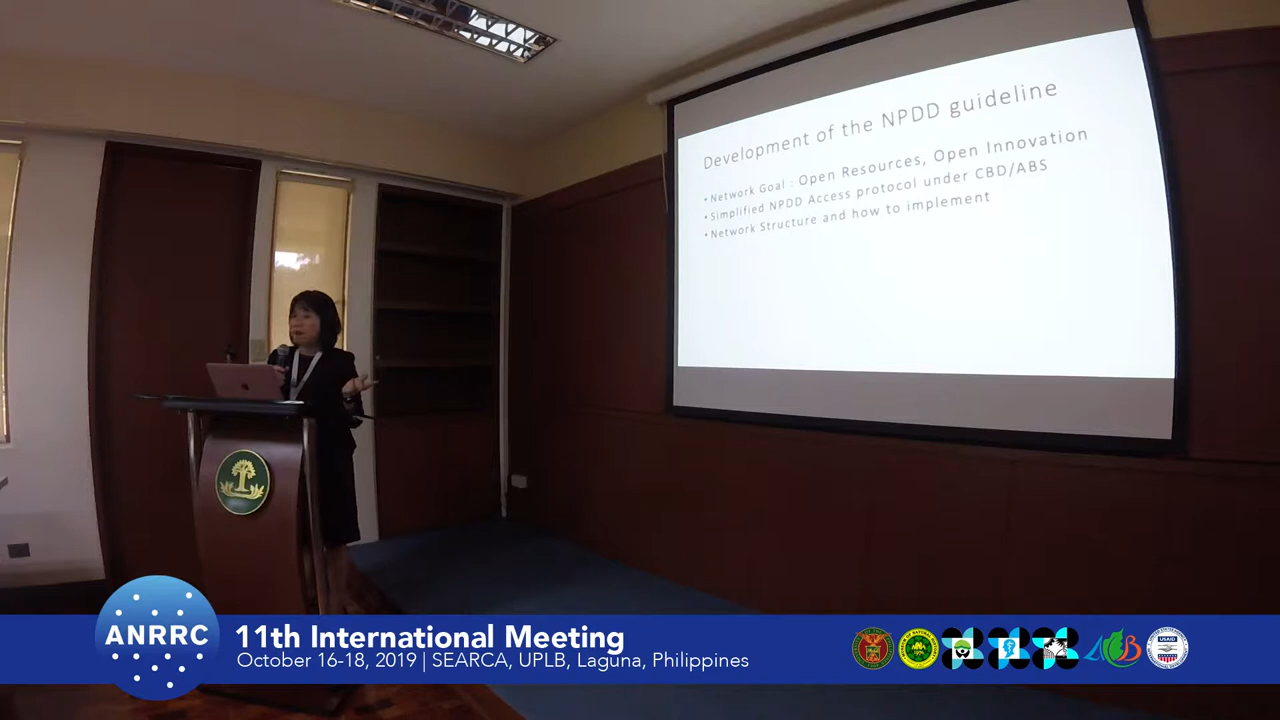 Development of the NPDD guideline
• Network Goal : Open Resources, Open Innovation
• Simplified NPDD Access protocol under CBD/ABS
• Network Structure and how to implement
ANRRC
11th International Meeting
October 16-18, 2019 | SEARCA, UPLB, Laguna, Philippines
USAID